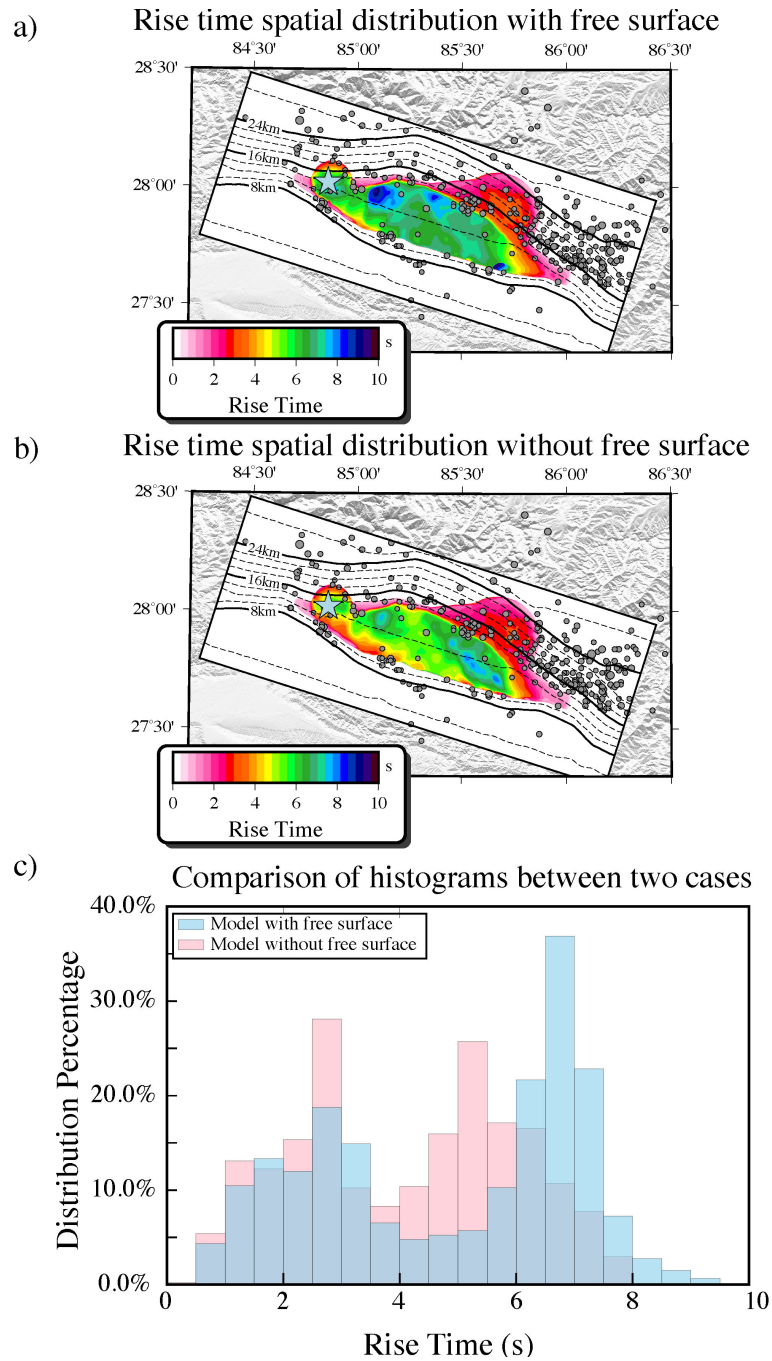 a)
Rise time spatial distribution with free surface
84°30' 85°00' 85°30' 86°00' 86°30'
28°30'
24km
16km
28°00'
8km
27°30'
s
0 2 4 6 8 10
Rise Time
b)
Rise time spatial distribution without free surface
84°30' 85°00' 85°30' 86°00' 86°30'
28°30'
24km
16km
28°00'
8km
27°30'
s
0 2 4 6 8 10
Rise Time
c)
Comparison of histograms between two cases
40.0%
Model with free surface
Model without free surface
30.0%
20.0%
10.0%
0.0%
Distribution Percentage
0 2 4 6 8 10
Rise Time (s)